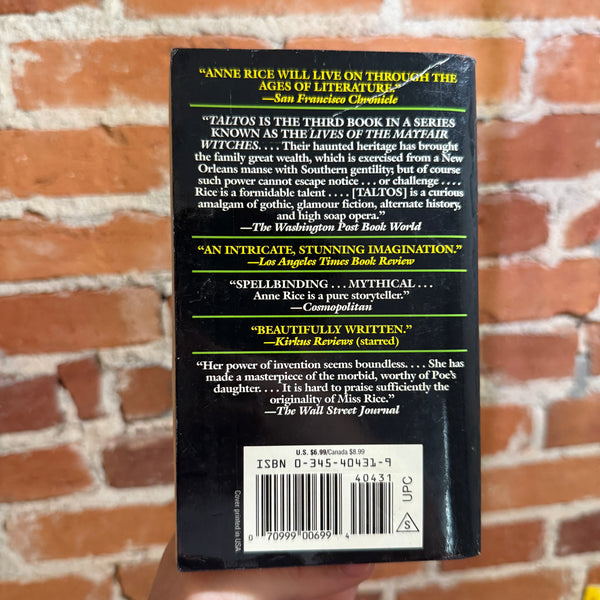 “ANNE RICE WILL LIVE ON THROUGH THE
AGES OF LITERATURE.”
—San Francisco Chronicle
“TALTOS IS THE THIRD BOOK IN A SERIES
KNOWN AS THE LIVES OF THE MAYFAIR
WITCHES. . . . Their haunted heritage has brought
the family great wealth, which is exercised from a New
Orleans manse with Southern gentility; but of course
such power cannot escape notice . . . or challenge . . . .
Rice is a formidable talent . . . . [TALTOS] is a curious
amalgam of gothic, glamour fiction, alternate history,
and high soap opera.”
—The Washington Post Book World
“AN INTRICATE, STUNNING IMAGINATION.”
—Los Angeles Times Book Review
“SPELLBINDING . . . MYTHICAL . . .
Anne Rice is a pure storyteller.”
—Cosmopolitan
“BEAUTIFULLY WRITTEN.”
—Kirkus Reviews (starred)
“Her power of invention seems boundless. . . . She has
made a masterpiece of the morbid, worthy of Poe’s
daughter. . . . It is hard to praise sufficiently the
originality of Miss Rice.”
—The Wall Street Journal
U.S. $6.99/Canada $8.99
ISBN 0-345-40431-9
40431
UPC
S
0 70999 00699 4
Cover printed in USA